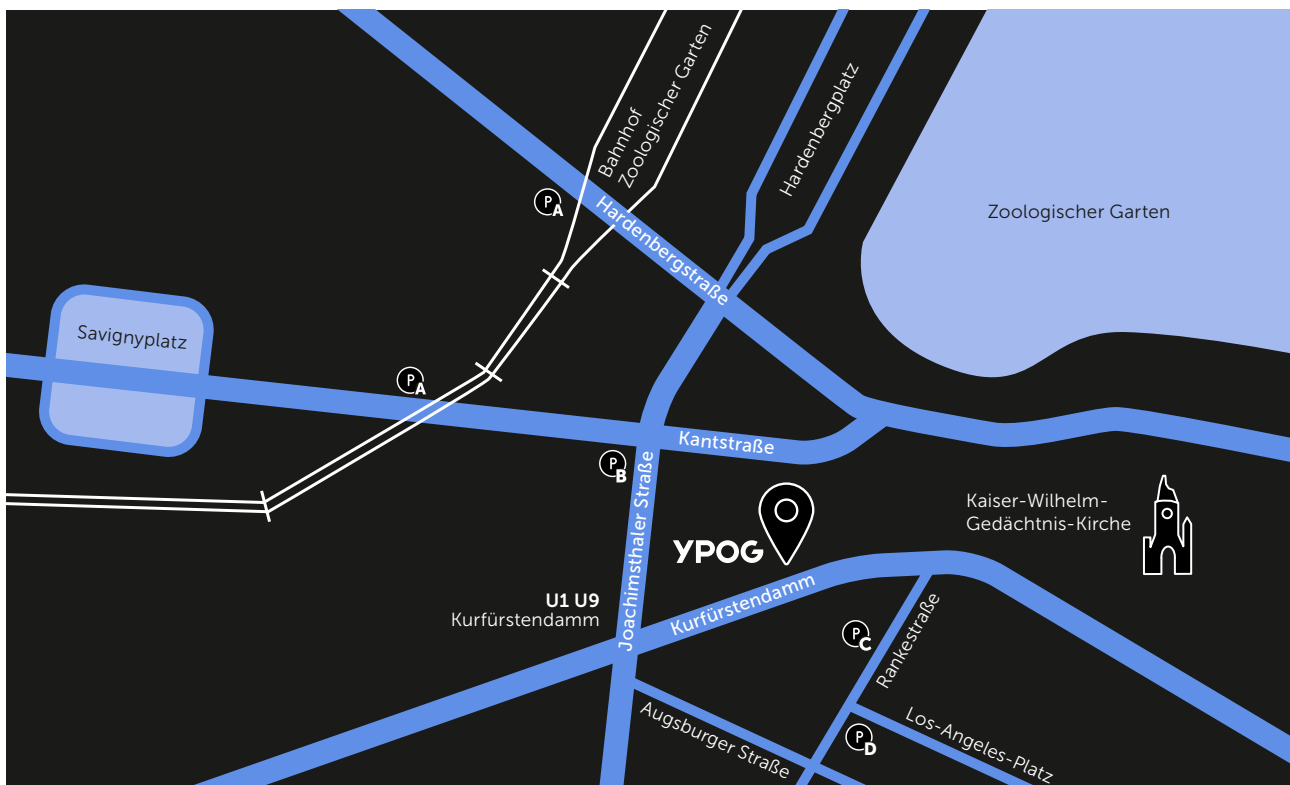 Bahnhof
Zoologischer Garten
Hardenbergplatz
P A
Hardenbergstraße
Zoologischer Garten
Savignyplatz
P A
Kantstraße
P B
Joachimsthaler Straße
YPOG
Kaiser-Wilhelm-
Gedächtnis-Kirche
U1 U9
Kurfürstendamm
Kurfürstendamm
P C
Rankestraße
Augsburger Straße
P D
Los-Angeles-Platz